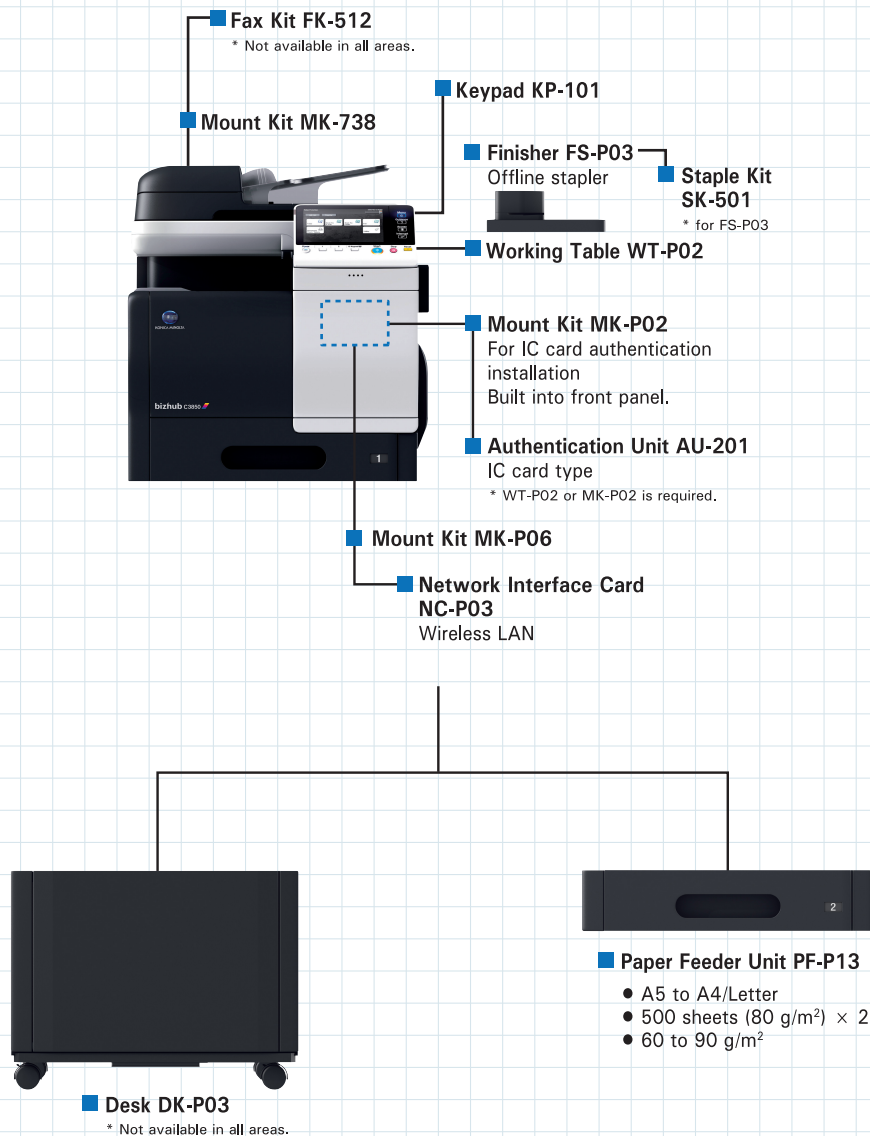 Fax Kit FK-512
* Not available in all areas.
Keypad KP-101
Mount Kit MK-738
Finisher FS-P03
Offline stapler
Staple Kit
SK-501
* for FS-P03
Working Table WT-P02
Mount Kit MK-P02
For IC card authentication
installation
Built into front panel.
KONICA MINOLTA
bizhub C3850
1
Authentication Unit AU-201
IC card type
* WT-P02 or MK-P02 is required.
Mount Kit MK-P06
Network Interface Card
NC-P03
Wireless LAN
2
Paper Feeder Unit PF-P13
● A5 to A4/Letter
● 500 sheets (80 g/m²) × 2
● 60 to 90 g/m²
Desk DK-P03
* Not available in all areas.